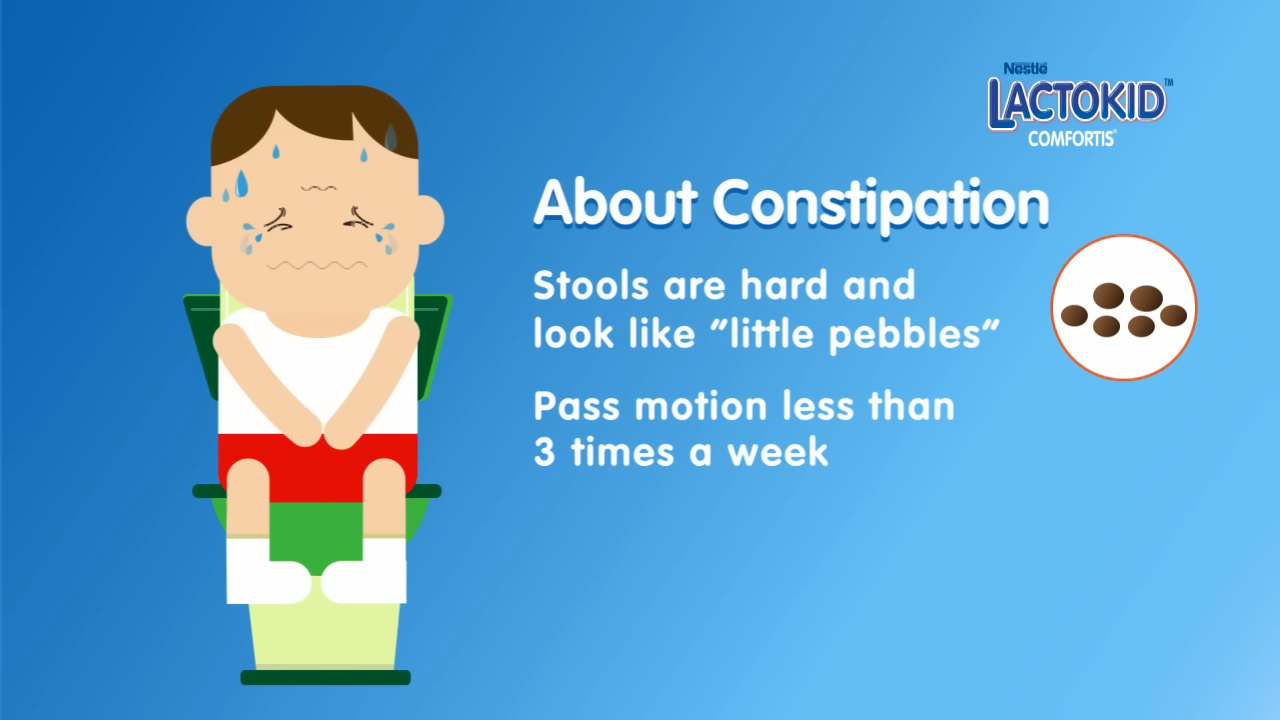 Nestlé
LACTOKID™
COMFORTIS®
About Constipation
Stools are hard and
look like “little pebbles”
Pass motion less than
3 times a week